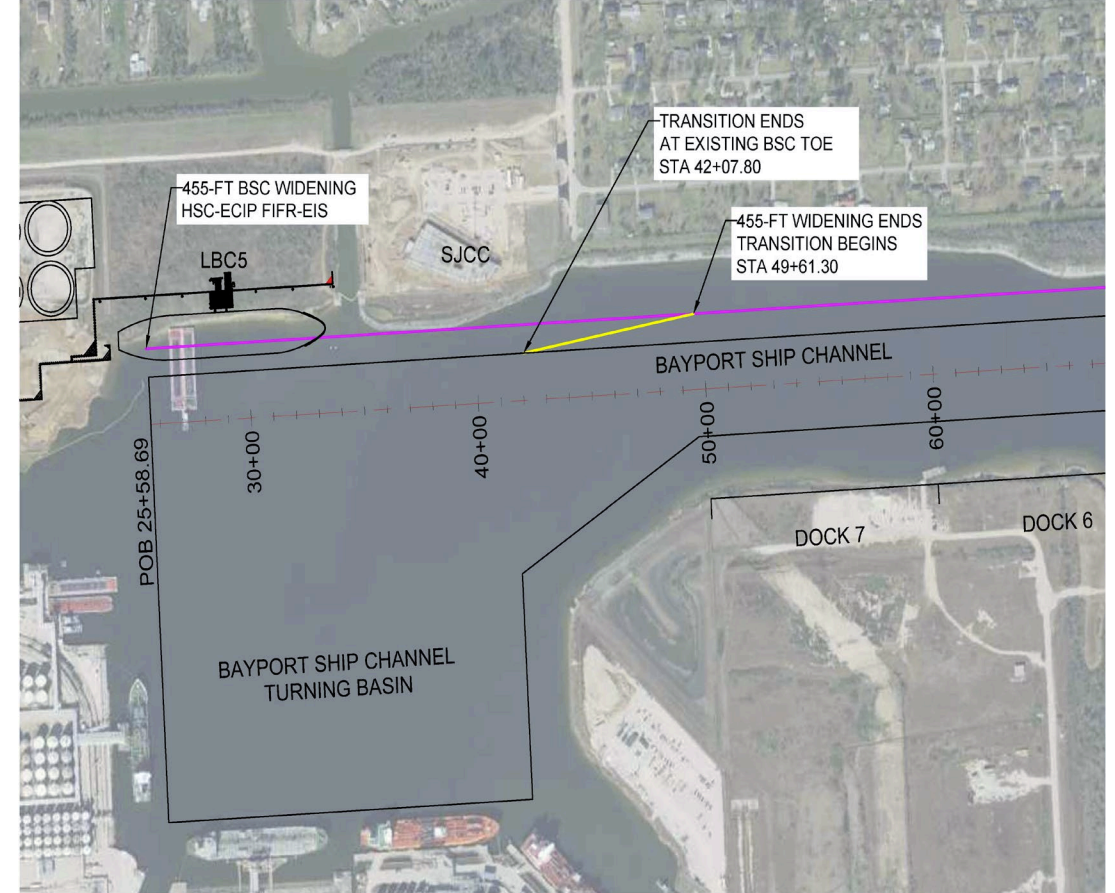 TRANSITION ENDS
AT EXISTING BSC TOE
STA 42+07.80
455-FT BSC WIDENING
HSC-ECIP FIFR-EIS
455-FT WIDENING ENDS
TRANSITION BEGINS
STA 49+61.30
LBC5
SJCC
BAYPORT SHIP CHANNEL
POB 25+58.69
30+00
40+00
50+00
60+00
DOCK 7
DOCK 6
BAYPORT SHIP CHANNEL
TURNING BASIN